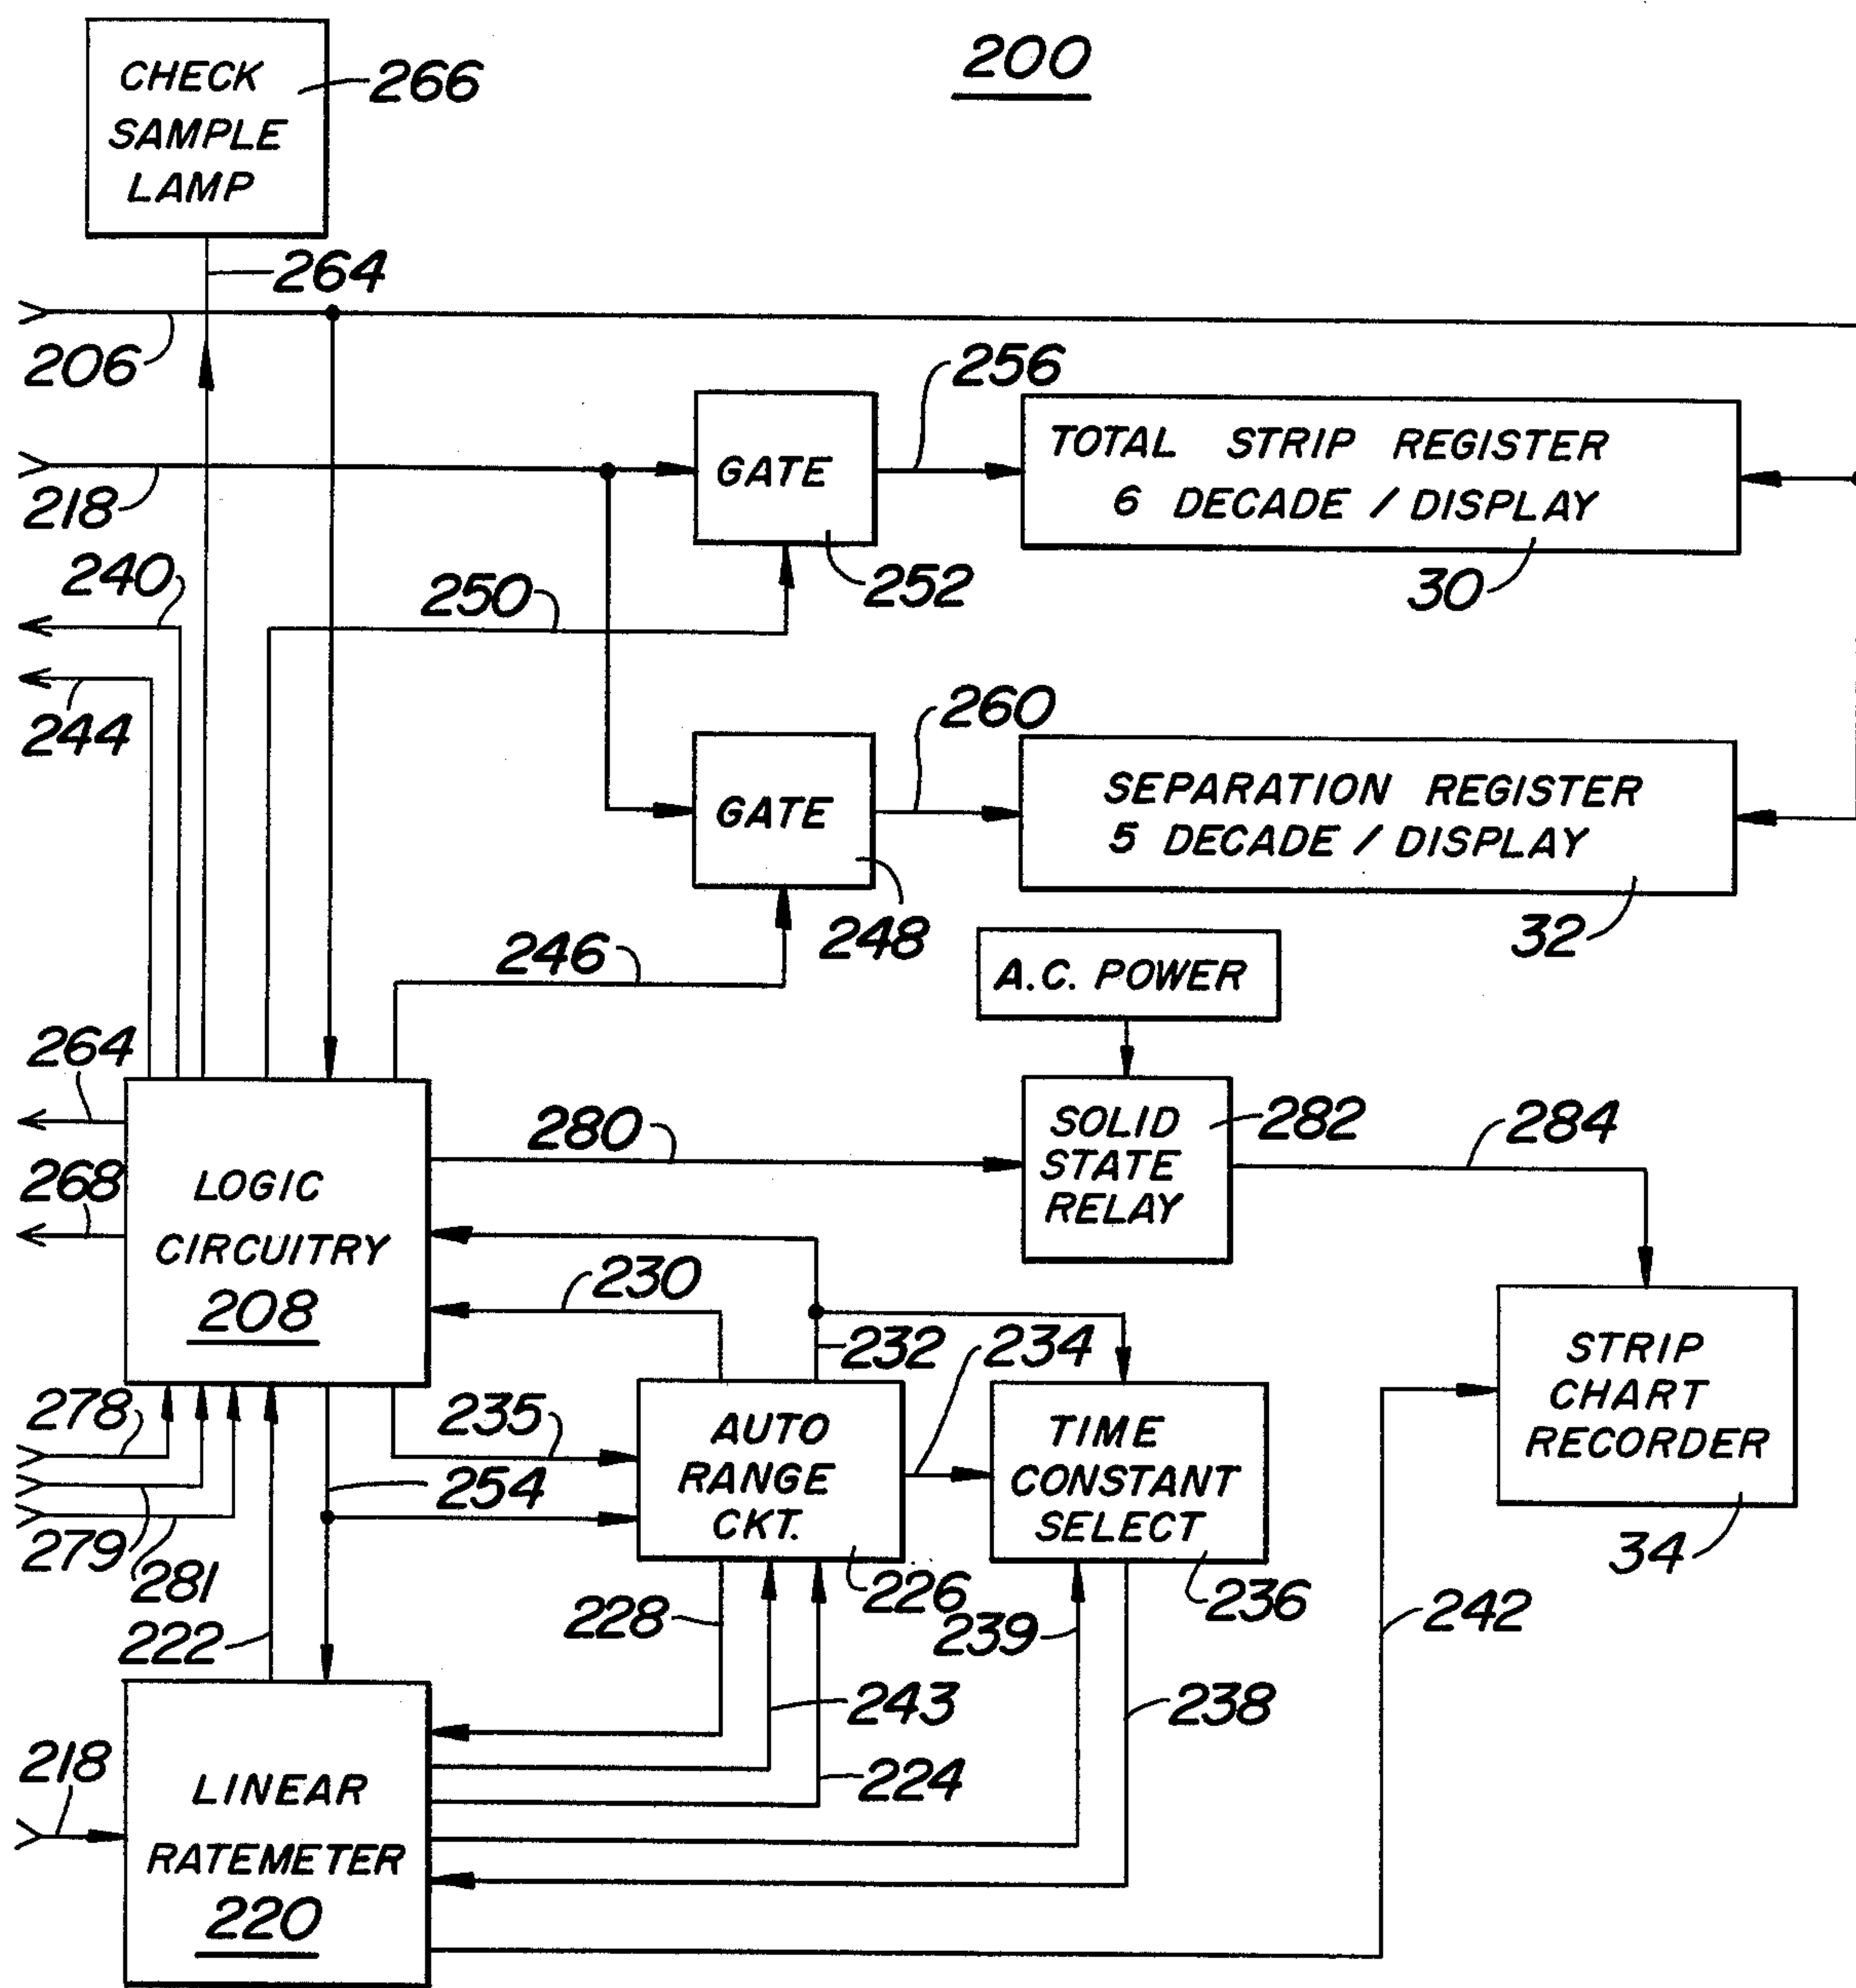 200
CHECK
SAMPLE
LAMP
266
264
206
218
256
GATE
252
TOTAL STRIP REGISTER
6 DECADE / DISPLAY
30
240
250
244
260
GATE
248
SEPARATION REGISTER
5 DECADE / DISPLAY
32
246
A.C. POWER
264
268
LOGIC
CIRCUITRY
208
280
SOLID
STATE
RELAY
282
284
230
232
234
STRIP
CHART
RECORDER
34
278
279
281
222
235
254
AUTO
RANGE
CKT.
226
TIME
CONSTANT
SELECT
236
228
239
242
243
238
224
218
LINEAR
RATEMETER
220